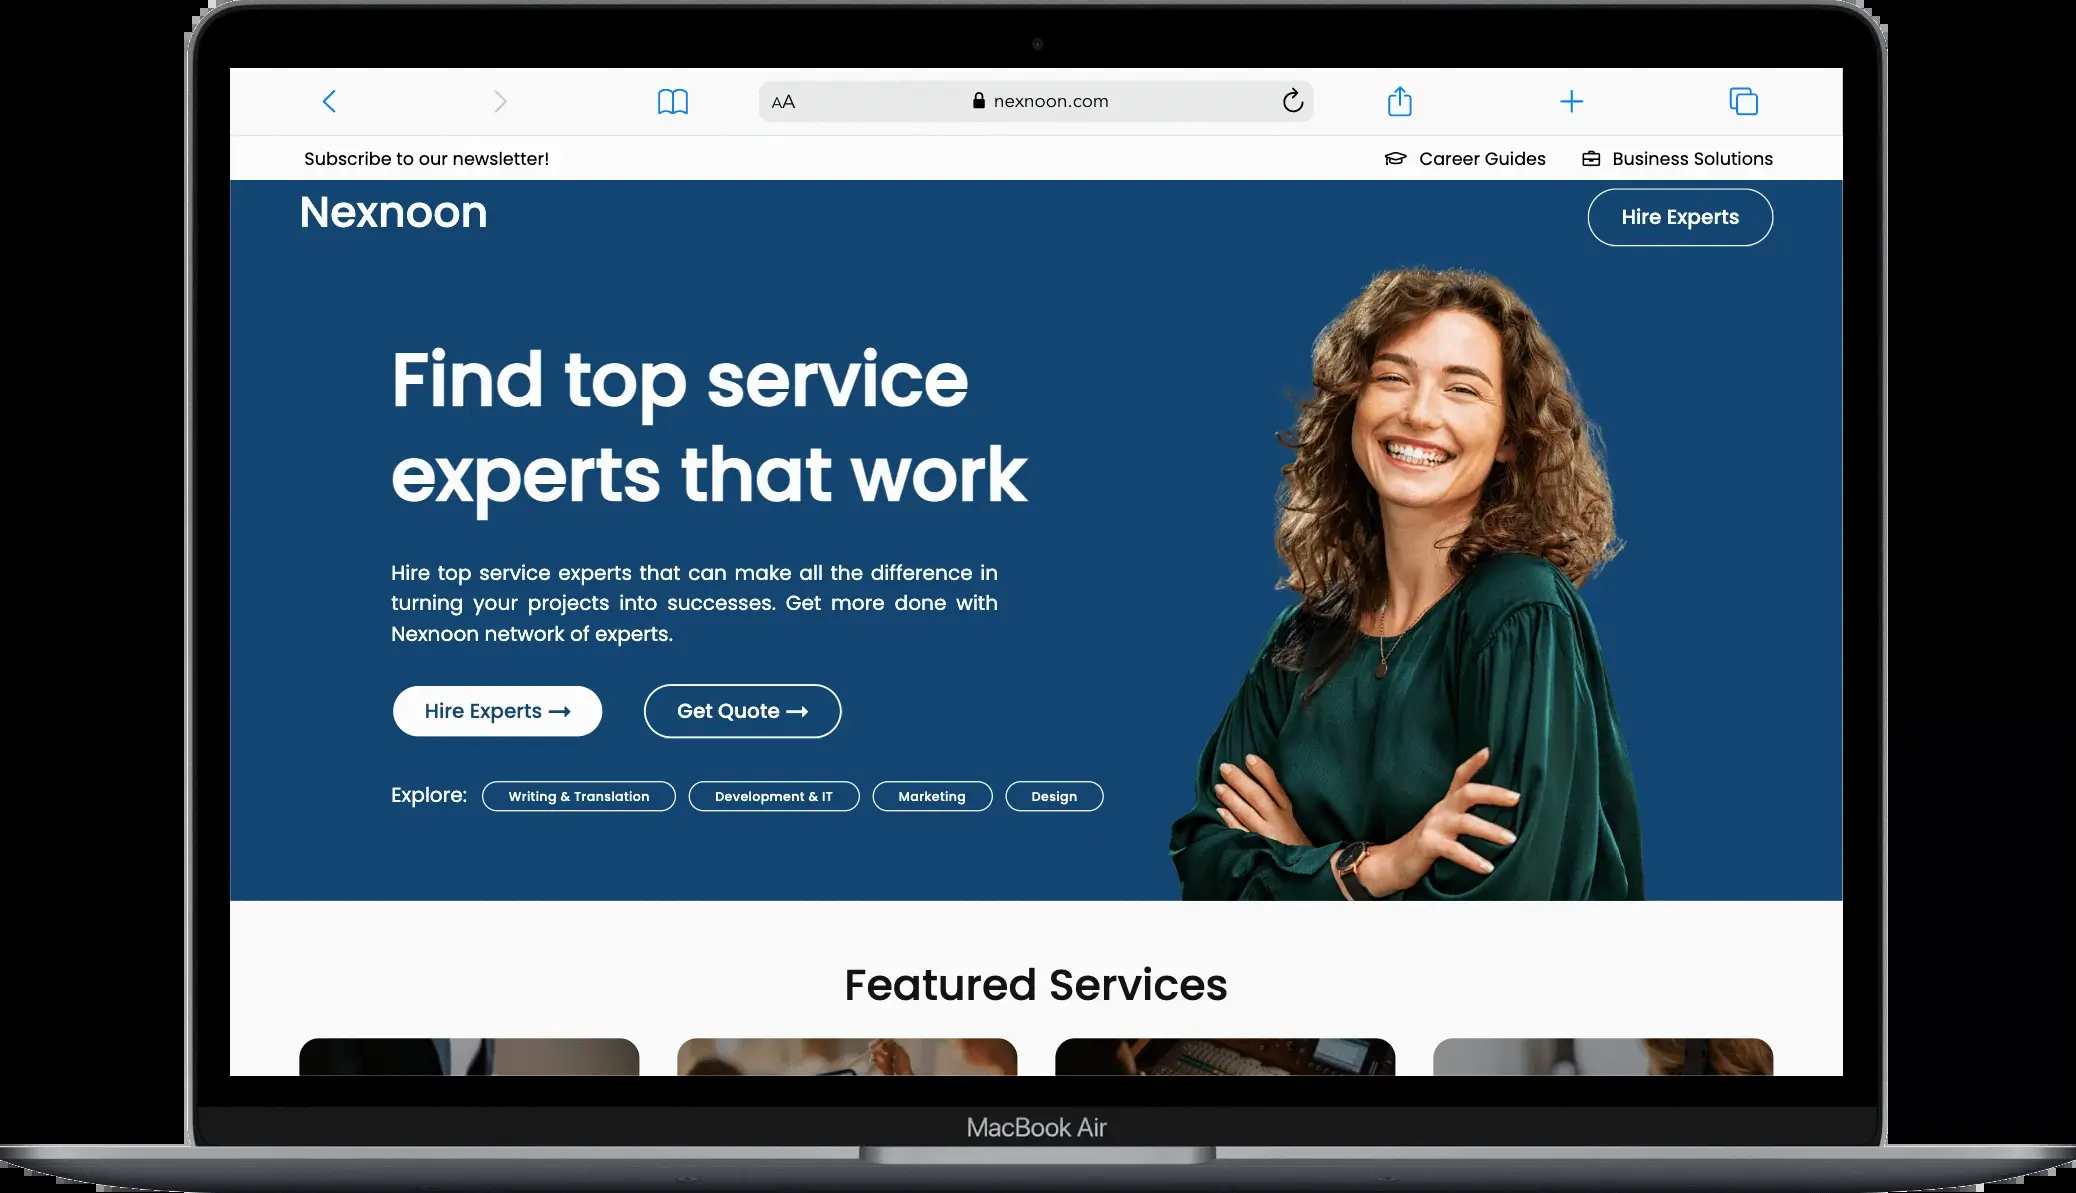 AA nexnoon.com
Subscribe to our newsletter! Career Guides Business Solutions
Nexnoon Hire Experts
Find top service
experts that work
Hire top service experts that can make all the difference in
turning your projects into successes. Get more done with
Nexnoon network of experts.
Hire Experts → Get Quote →
Explore: Writing & Translation Development & IT Marketing Design
Featured Services
MacBook Air